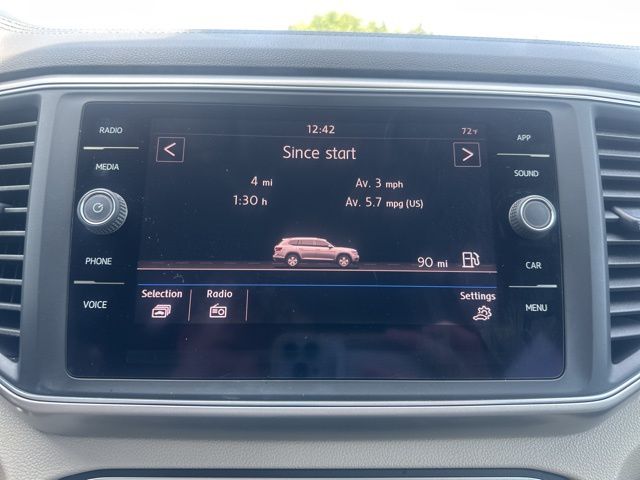 RADIO
MEDIA
PHONE
VOICE
12:42
72°F
<
Since start
>
4 mi
Av. 3 mph
1:30 h
Av. 5.7 mpg (US)
90 mi
Selection
Radio
Settings
APP
SOUND
CAR
MENU